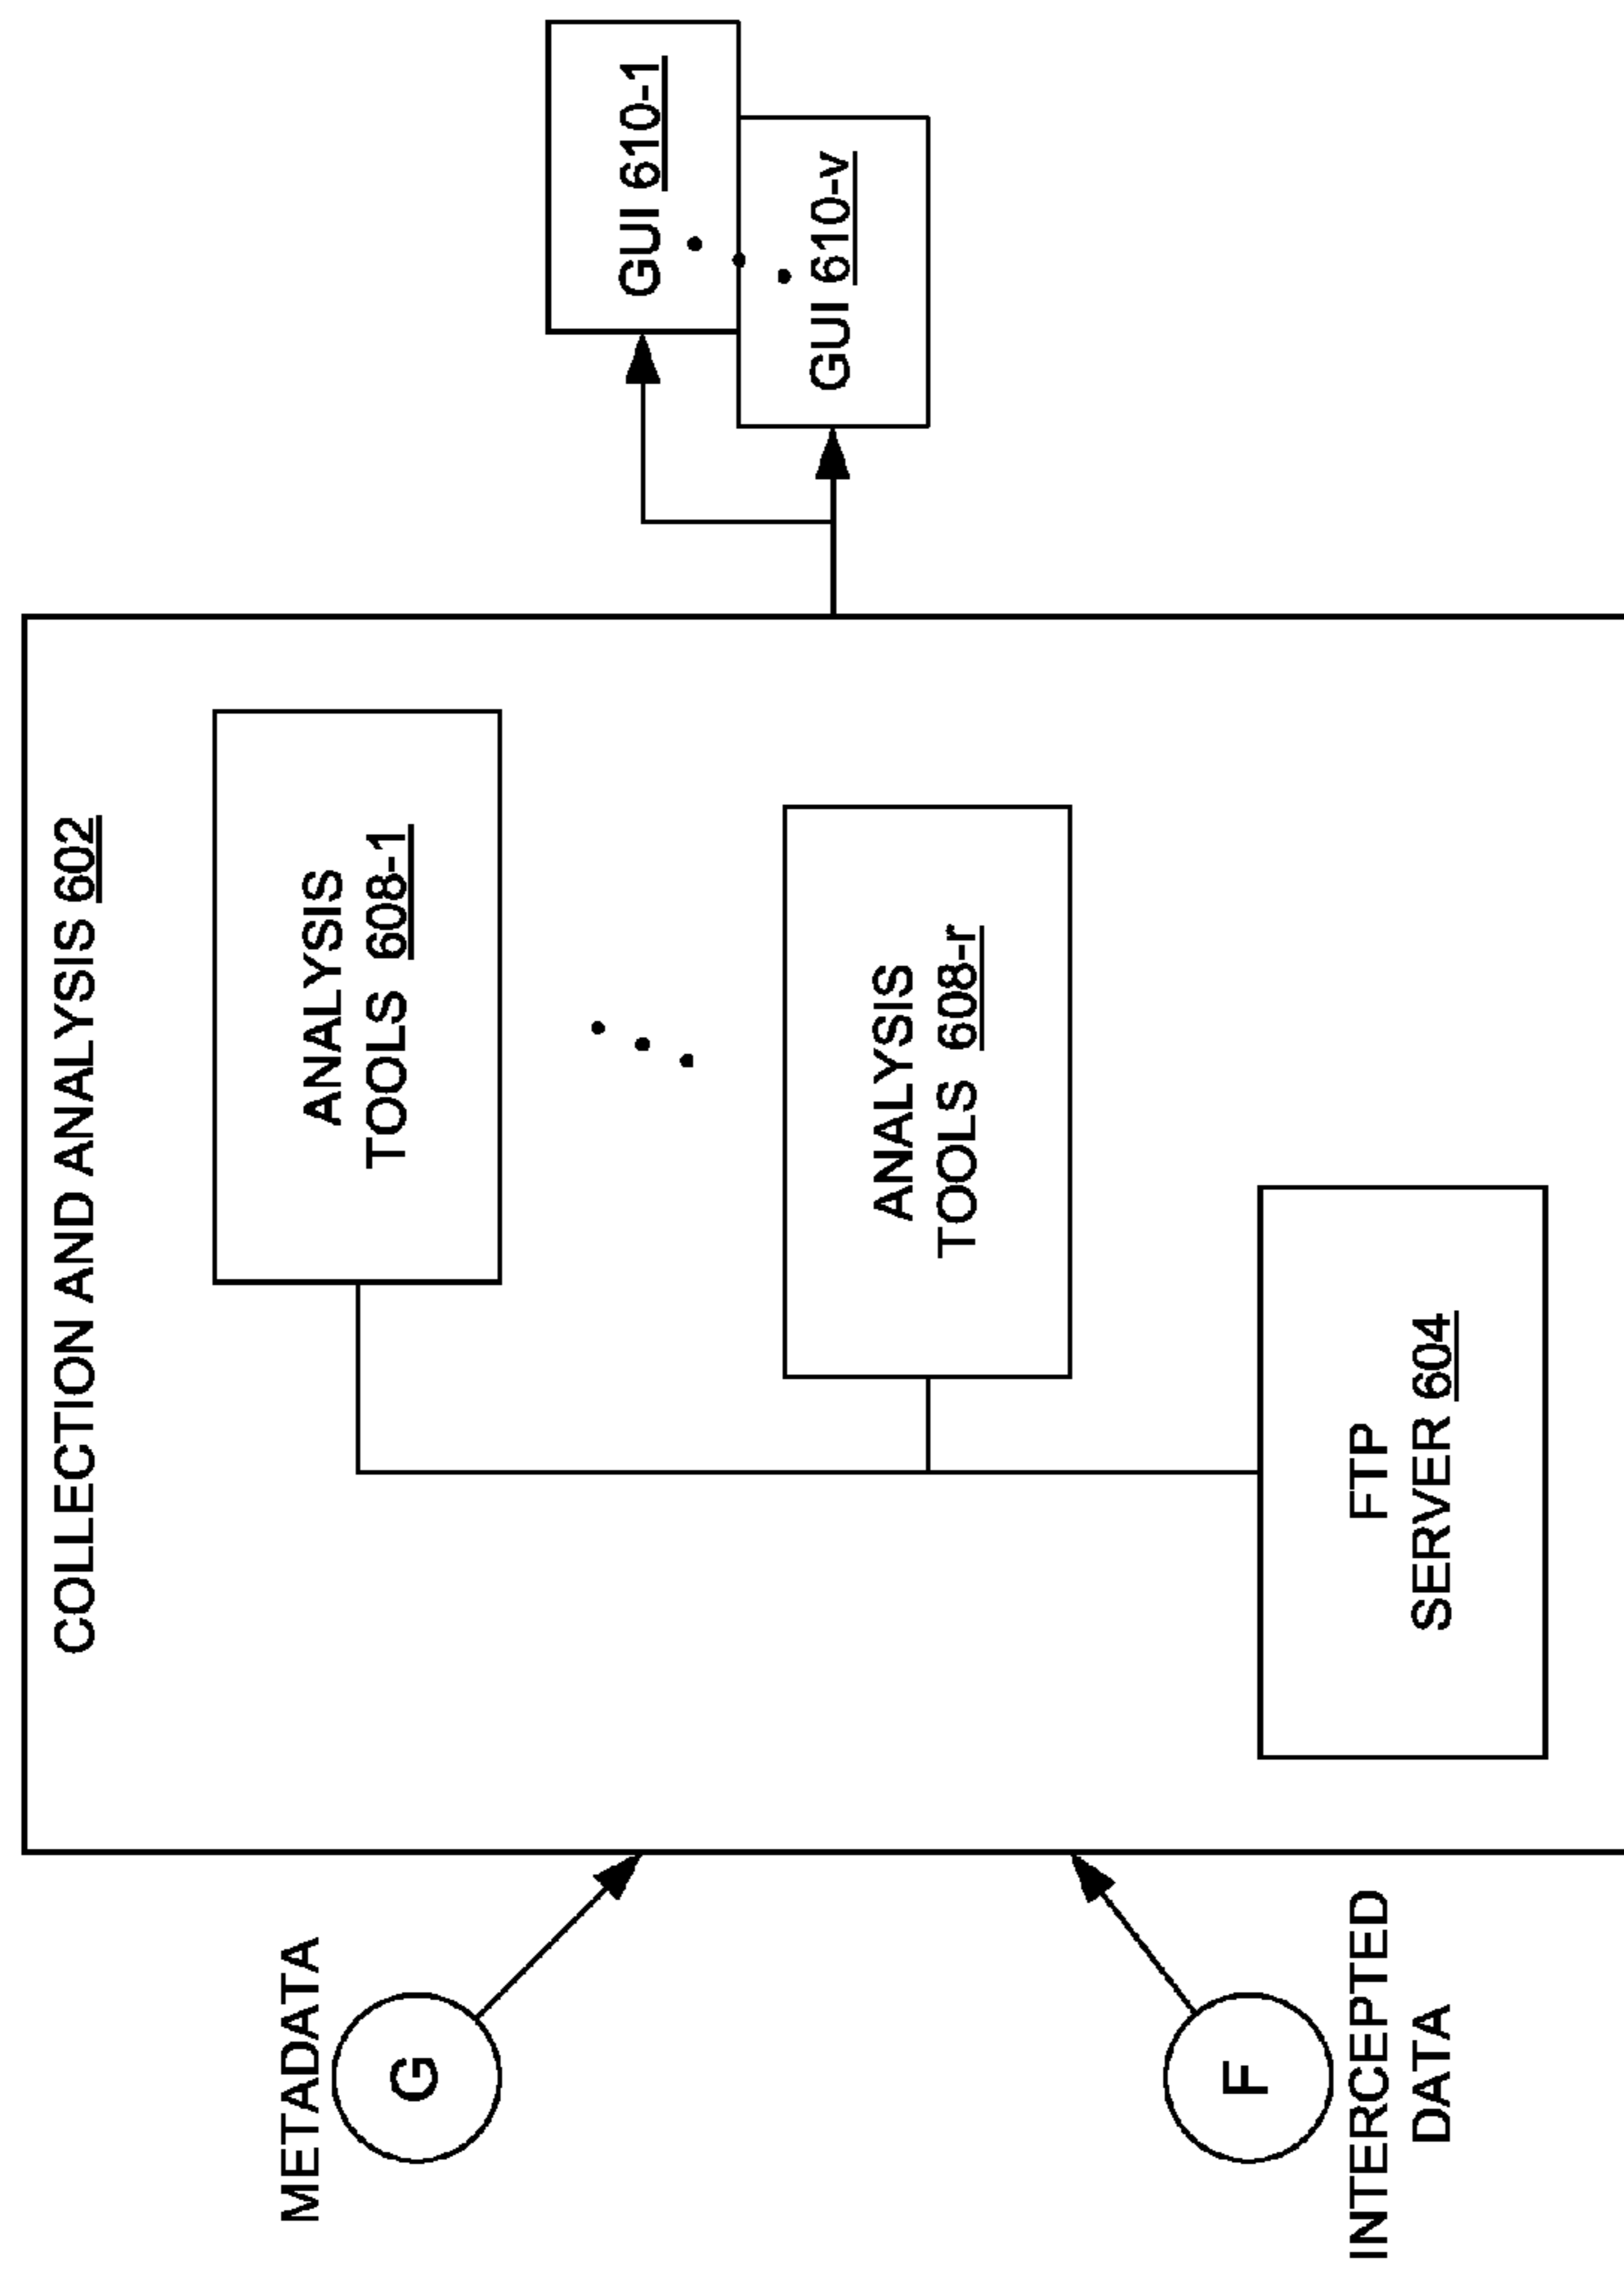 COLLECTION AND ANALYSIS 602
METADATA
G
ANALYSIS
TOOLS 608-1
ANALYSIS
TOOLS 608-r
GUI 610-1
GUI 610-v
F
INTERCEPTED
DATA
FTP
SERVER 604